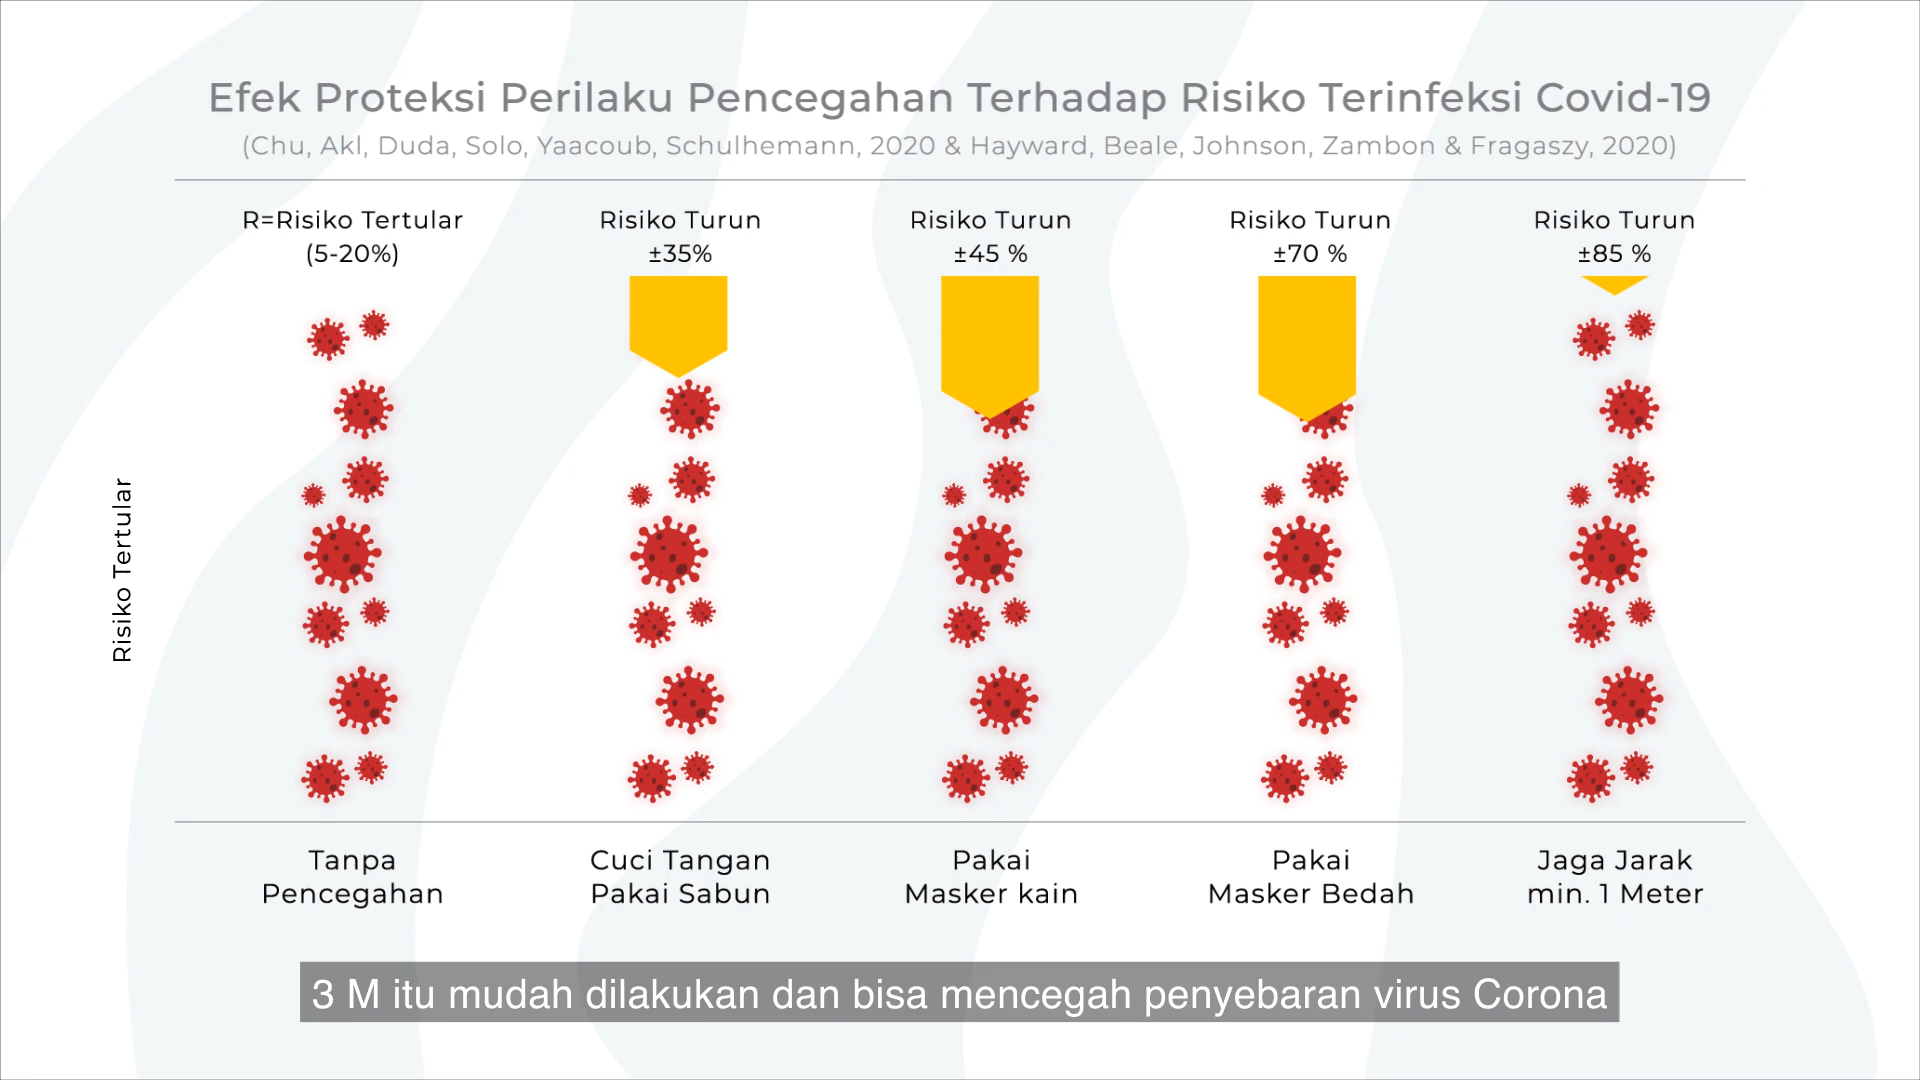 Efek Proteksi Perilaku Pencegahan Terhadap Risiko Terinfeksi Covid-19
(Chu, Akl, Duda, Solo, Yaacoub, Schulhemann, 2020 & Hayward, Beale, Johnson, Zambon & Fragaszy, 2020)
R=Risiko Tertular
(5-20%)
Risiko Turun
±35%
Risiko Turun
±45 %
Risiko Turun
±70 %
Risiko Turun
±85 %
Risiko Tertular
Tanpa
Pencegahan
Cuci Tangan
Pakai Sabun
Pakai
Masker kain
Pakai
Masker Bedah
Jaga Jarak
min. 1 Meter
3 M itu mudah dilakukan dan bisa mencegah penyebaran virus Corona